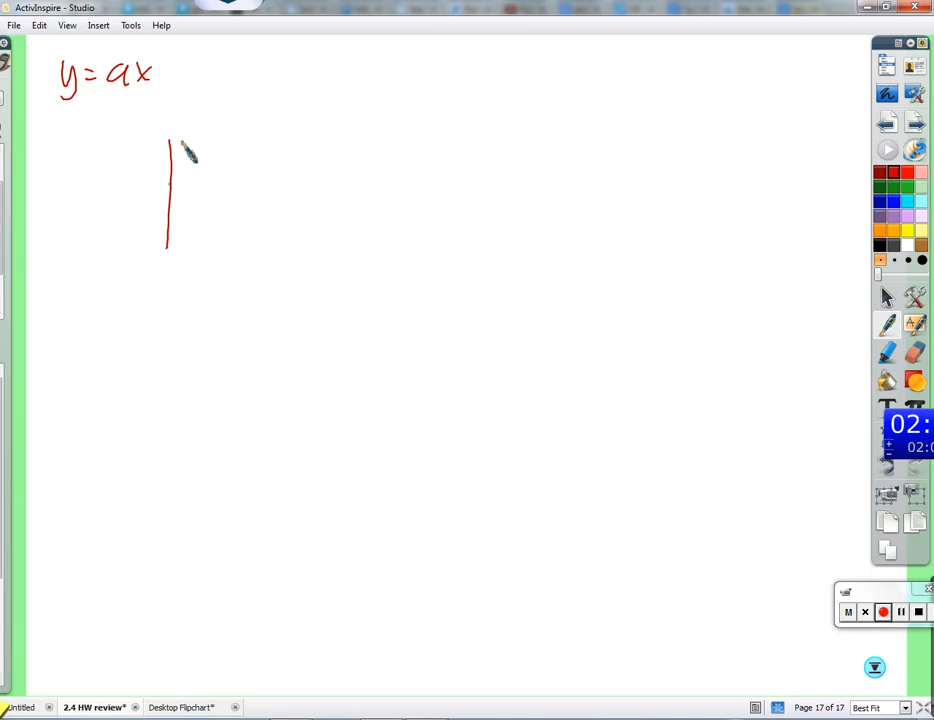 ActivInspire - Studio
File Edit View Insert Tools Help
y = ax
02:
02:0
M
2.4 HW review* Desktop Flipchart* Page 17 of 17 Best Fit